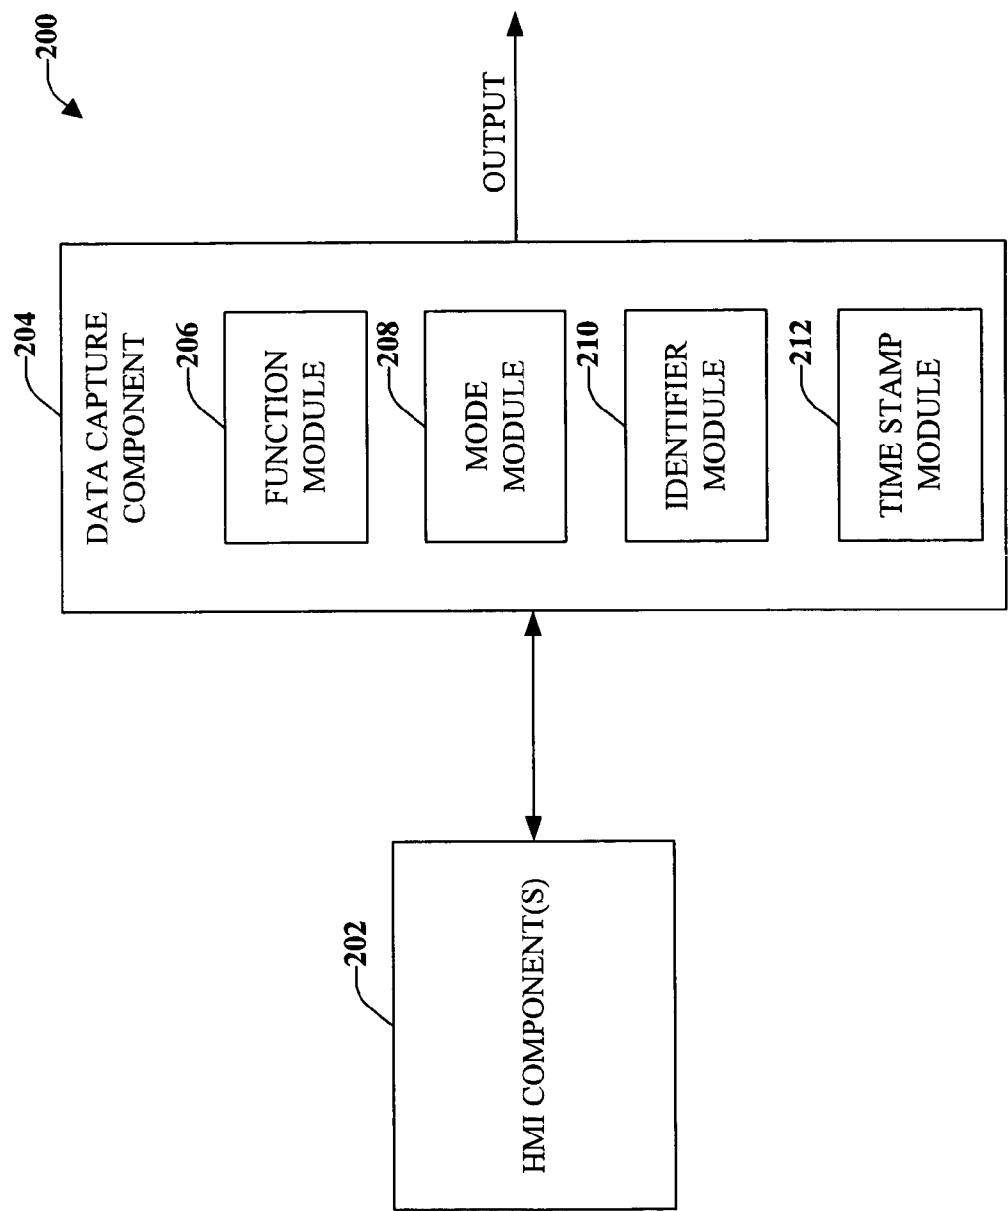 200
204
DATA CAPTURE
COMPONENT
206
FUNCTION
MODULE
208
MODE
MODULE
210
IDENTIFIER
MODULE
212
TIME STAMP
MODULE
OUTPUT
202
HMI COMPONENT(S)